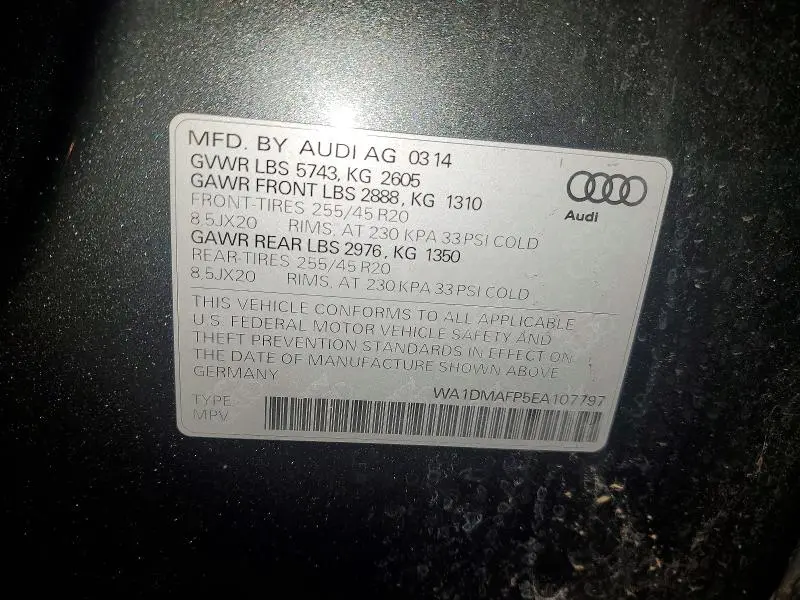 MFD. BY AUDI AG 03 14
GVWR LBS 5743, KG 2605
GAWR FRONT LBS 2888, KG 1310
FRONT-TIRES 255/45 R20
8.5JX20 RIMS, AT 230 KPA 33 PSI COLD
GAWR REAR LBS 2976, KG 1350
REAR-TIRES 255/45 R20
8.5JX20 RIMS, AT 230 KPA 33 PSI COLD
Audi
THIS VEHICLE CONFORMS TO ALL APPLICABLE
U.S. FEDERAL MOTOR VEHICLE SAFETY AND
THEFT PREVENTION STANDARDS IN EFFECT ON
THE DATE OF MANUFACTURE SHOWN ABOVE
GERMANY
WA1DMAFP5EA107797
TYPE
MPV